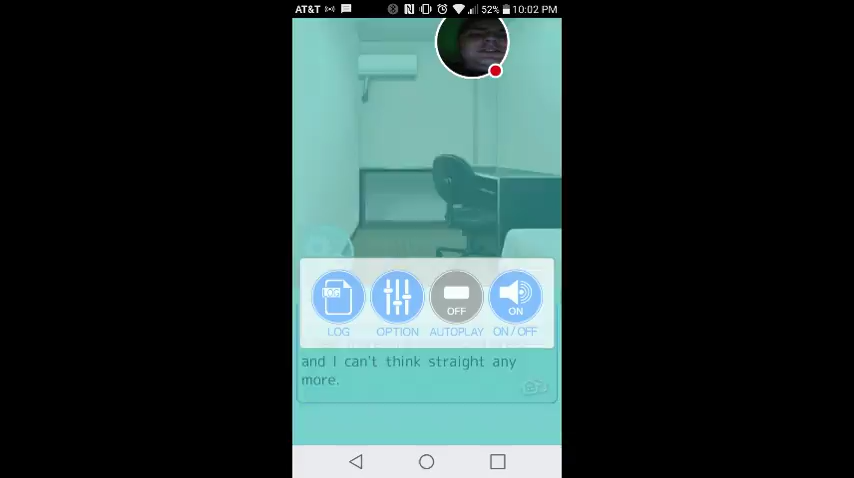 AT&T 52% 10:02 PM
LOG
OFF ON
LOG OPTION AUTOPLAY ON / OFF
and I can't think straight any
more.